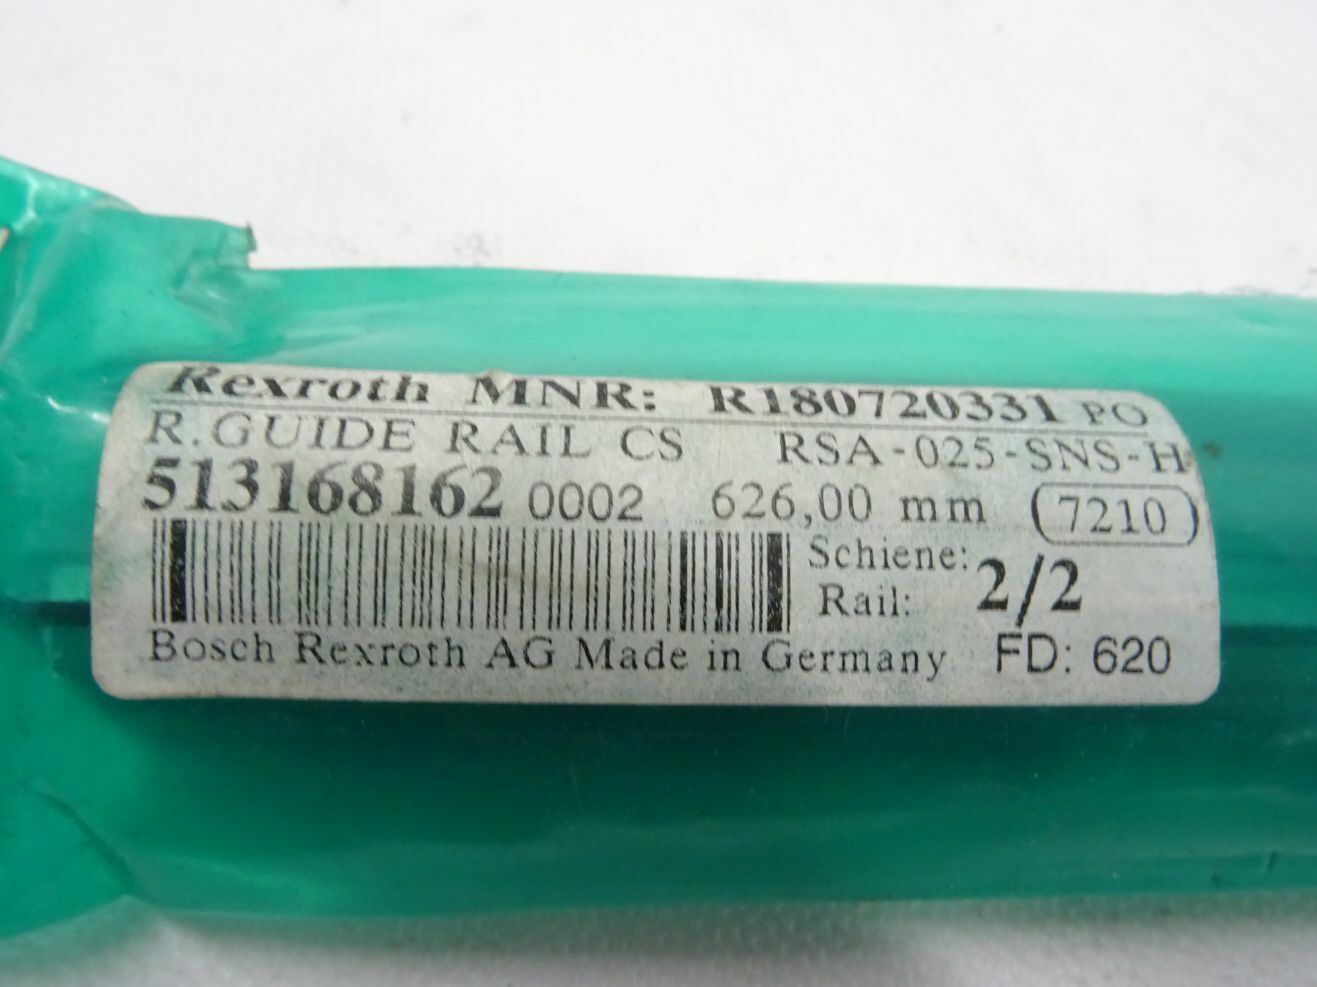 Rexroth MNR: R180720331 PO
R.GUIDE RAIL CS RSA-025-SNS-H
513168162 0002 626,00 mm 7210
Schiene:
Rail: 2/2
Bosch Rexroth AG Made in Germany FD: 620